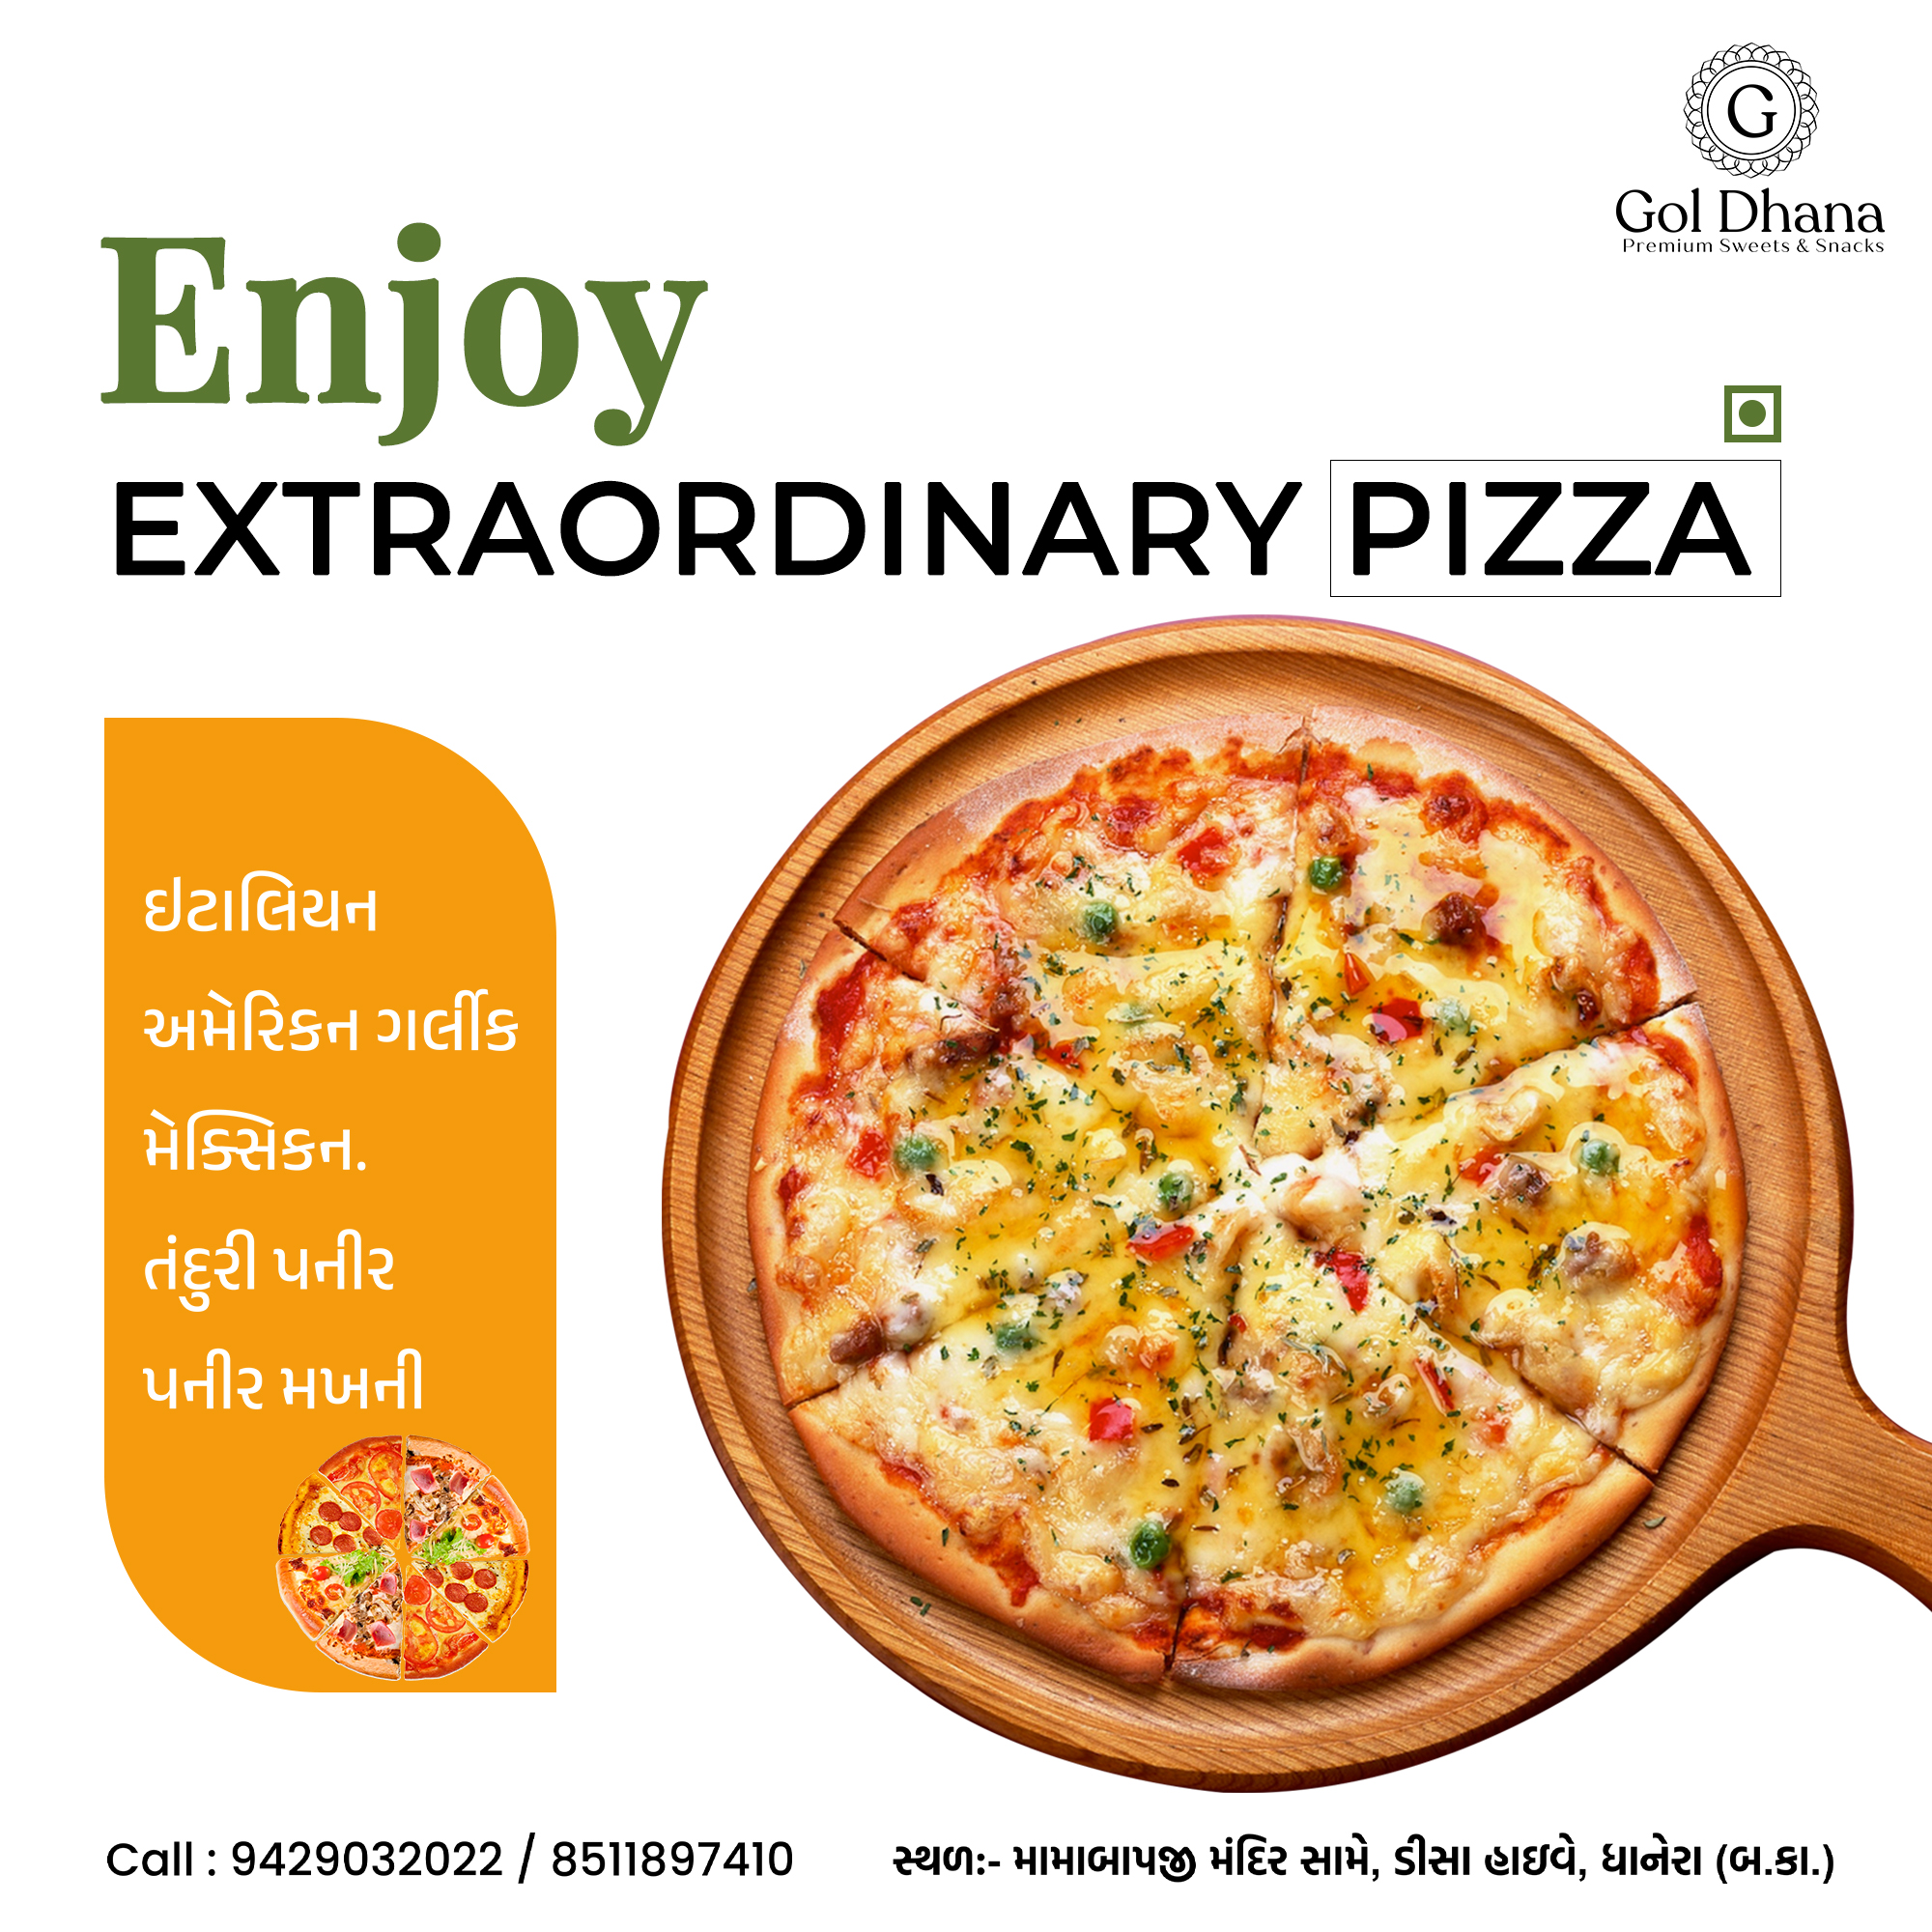 G
Gol Dhana
Premium Sweets & Snacks
Enjoy
EXTRAORDINARY PIZZA
ઇટાલિયન
અમેરિકન ગર્લીક
મેક્સિકન.
તંદુરી પનીર
પનીર મખની
Call : 9429032022 / 8511897410
સ્થળ:- મામાબાપજી મંદિર સામે, ડીસા હાઇવે, ધાનેરા (બ.કા.)